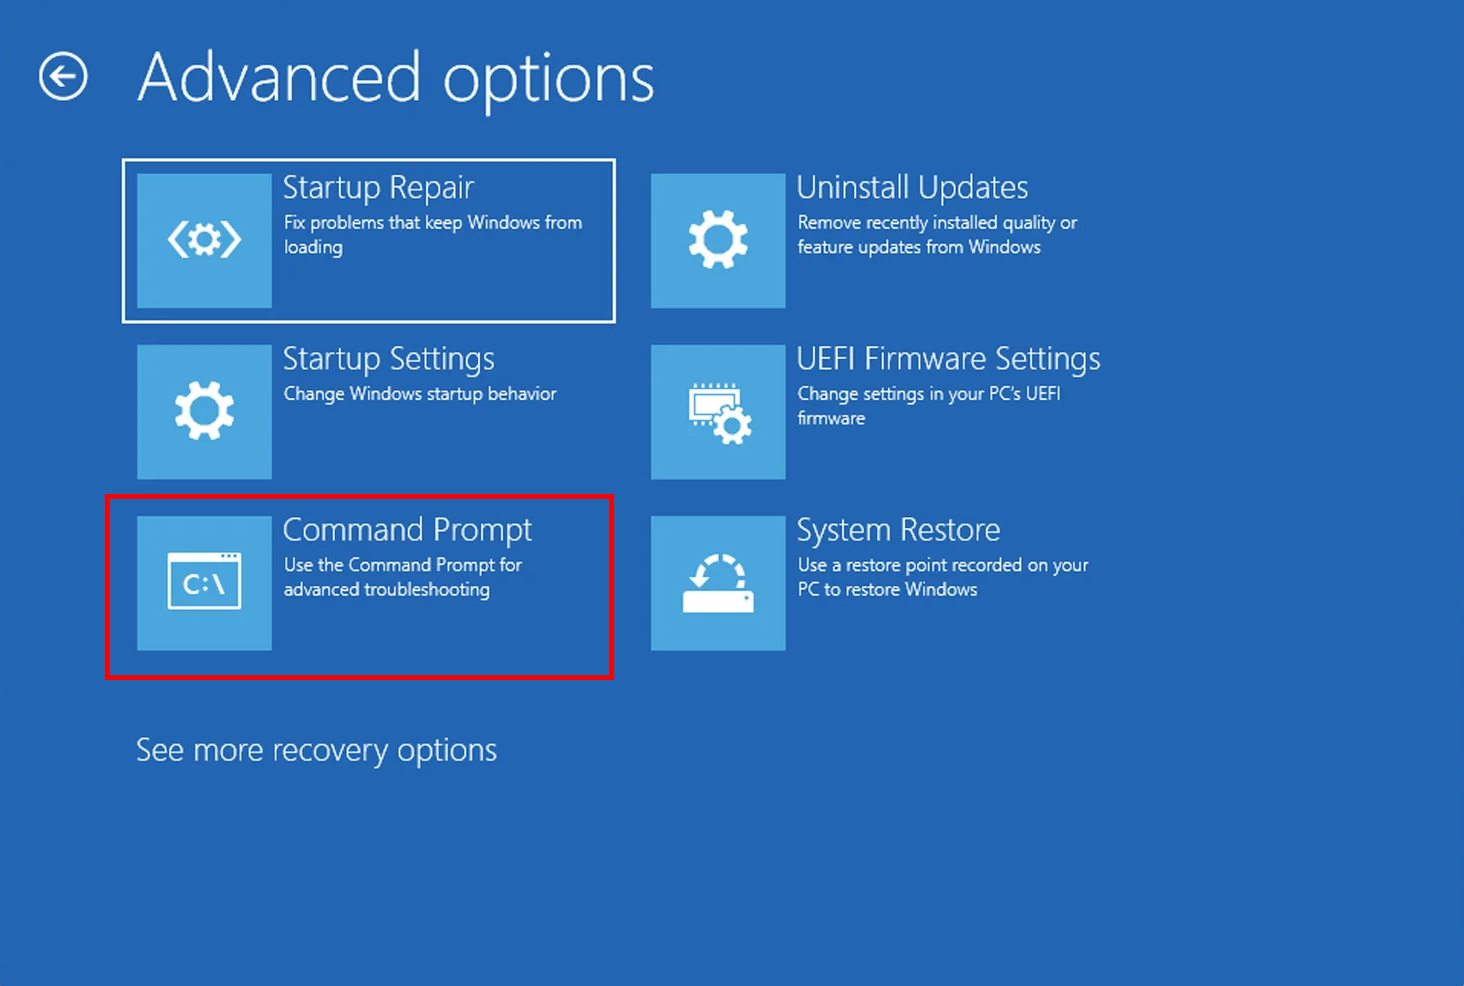 Advanced options
Startup Repair
Fix problems that keep Windows from
loading
Uninstall Updates
Remove recently installed quality or
feature updates from Windows
Startup Settings
Change Windows startup behavior
UEFI Firmware Settings
Change settings in your PC's UEFI
firmware
C:\
Command Prompt
Use the Command Prompt for
advanced troubleshooting
System Restore
Use a restore point recorded on your
PC to restore Windows
See more recovery options